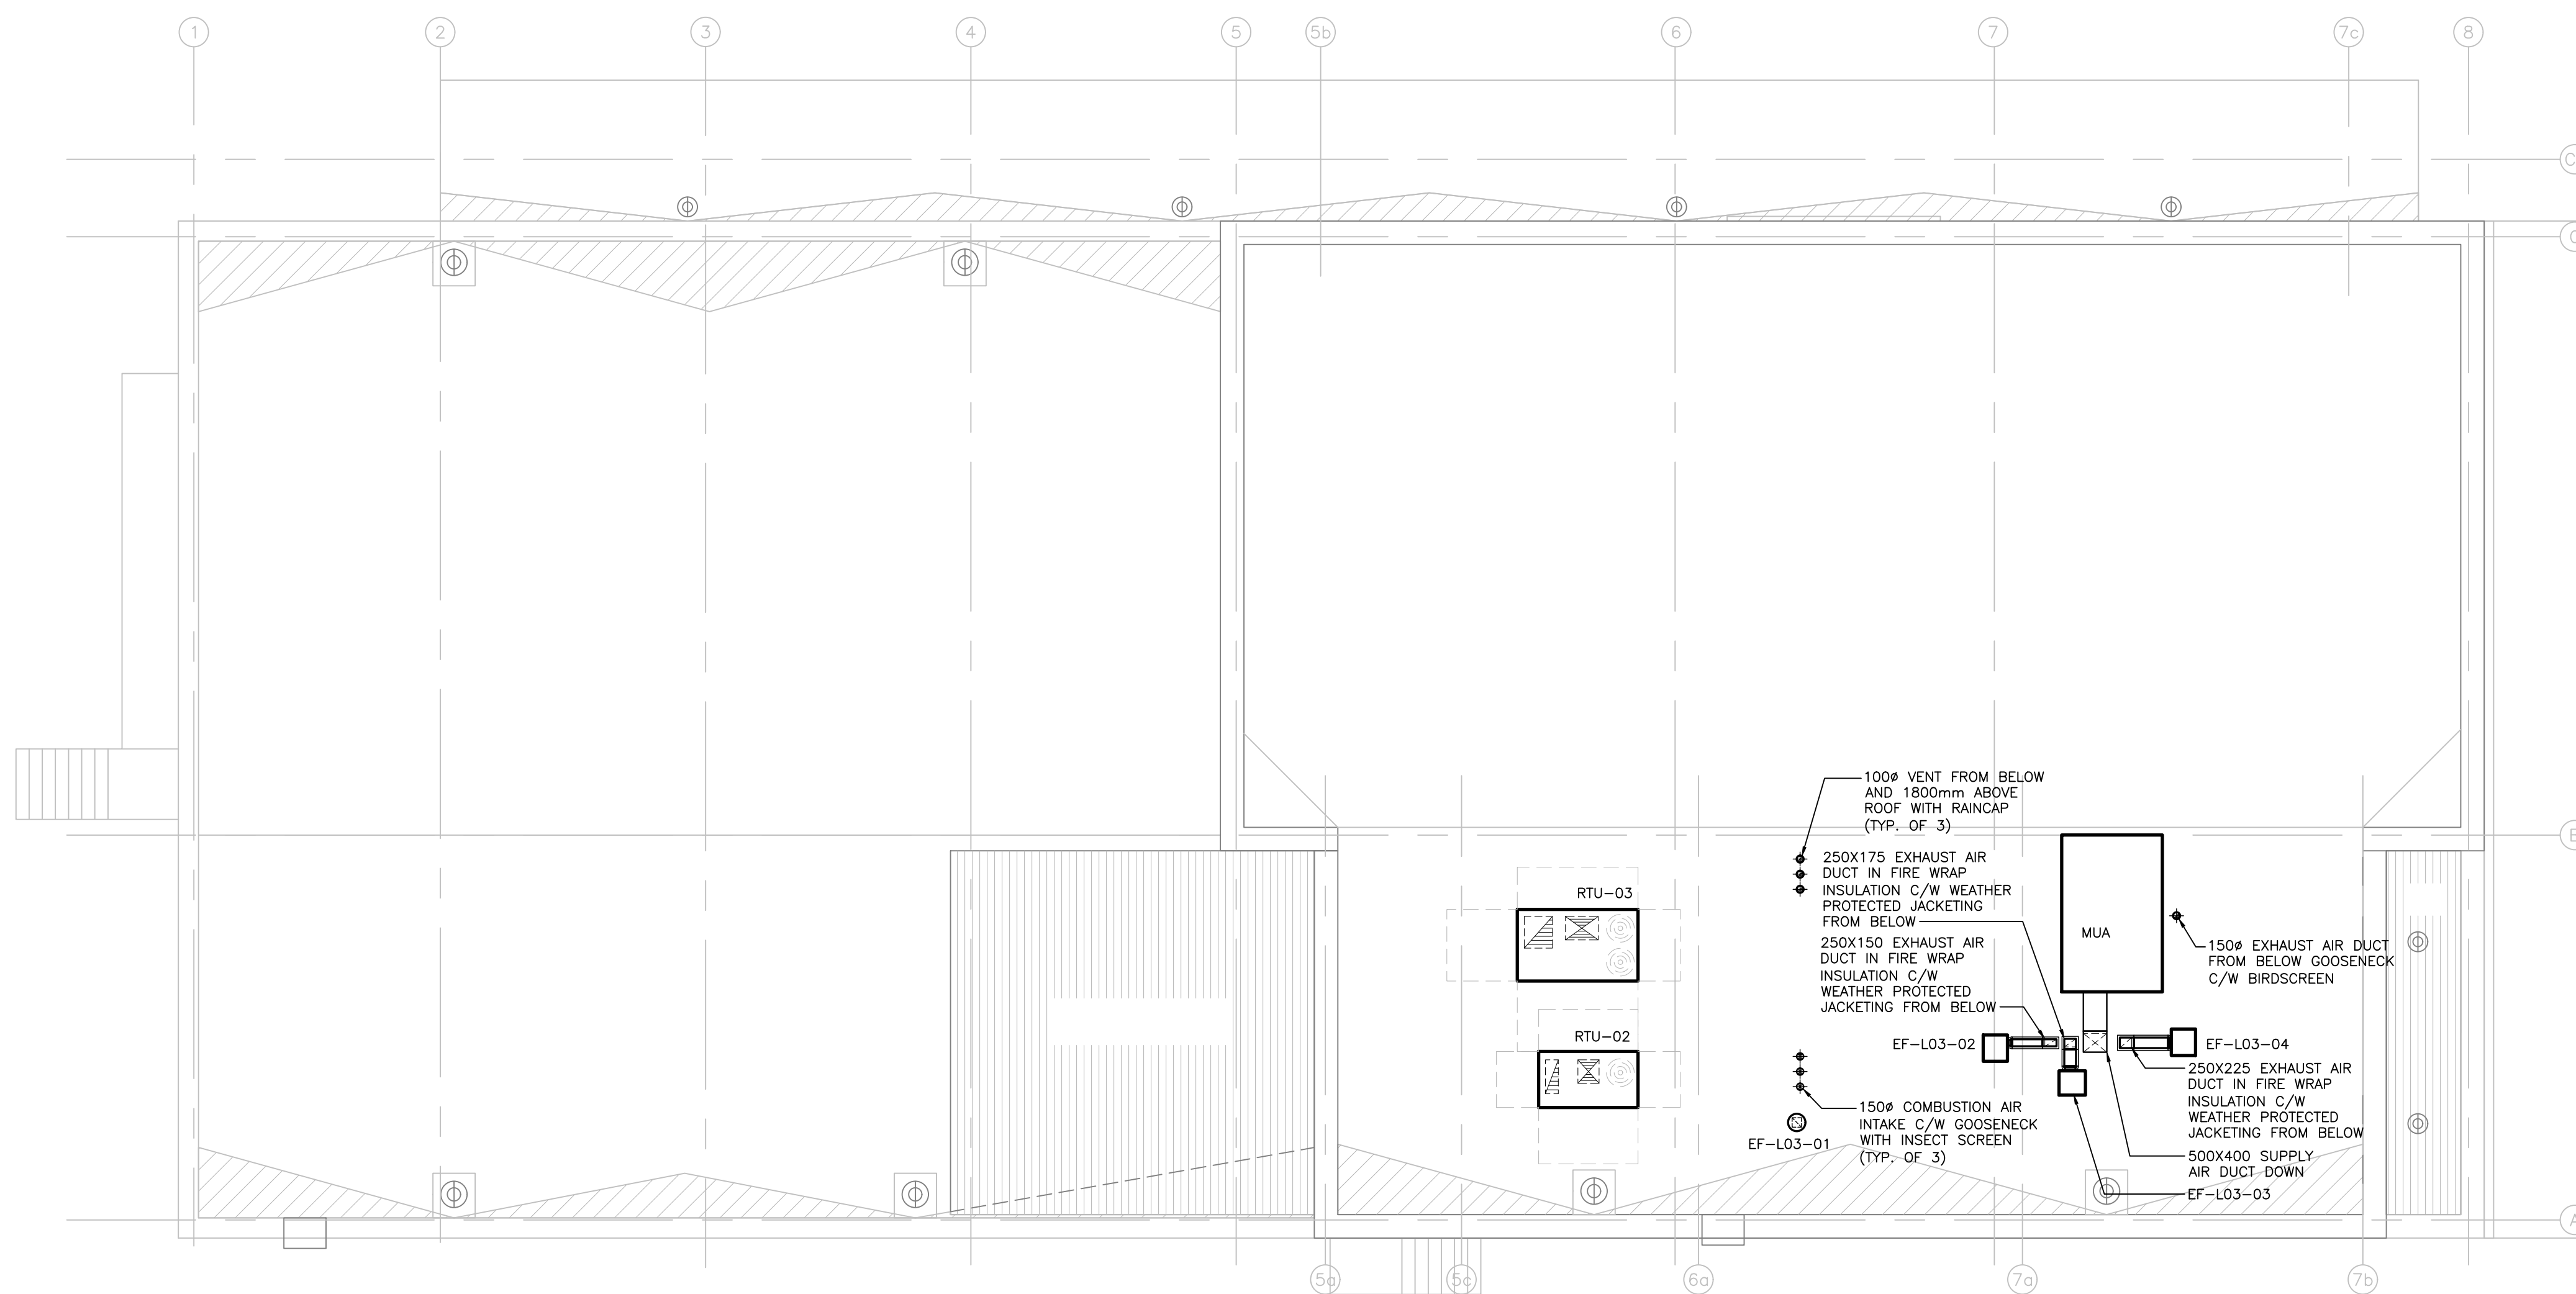 1
2
3
4
5
5b
6
7
7c
8
C
100ø VENT FROM BELOW
AND 1800mm ABOVE
ROOF WITH RAINCAP
(TYP. OF 3)
250X175 EXHAUST AIR
DUCT IN FIRE WRAP
INSULATION C/W WEATHER
PROTECTED JACKETING
FROM BELOW
250X150 EXHAUST AIR
DUCT IN FIRE WRAP
INSULATION C/W
WEATHER PROTECTED
JACKETING FROM BELOW
RTU-03
MUA
150ø EXHAUST AIR DUCT
FROM BELOW GOOSENECK
C/W BIRDSCREEN
RTU-02
EF-L03-02
EF-L03-04
250X225 EXHAUST AIR
DUCT IN FIRE WRAP
INSULATION C/W
WEATHER PROTECTED
JACKETING FROM BELOW
150ø COMBUSTION AIR
INTAKE C/W GOOSENECK
WITH INSECT SCREEN
(TYP. OF 3)
EF-L03-01
500X400 SUPPLY
AIR DUCT DOWN
EF-L03-03
A
5a
5c
6a
7a
7b